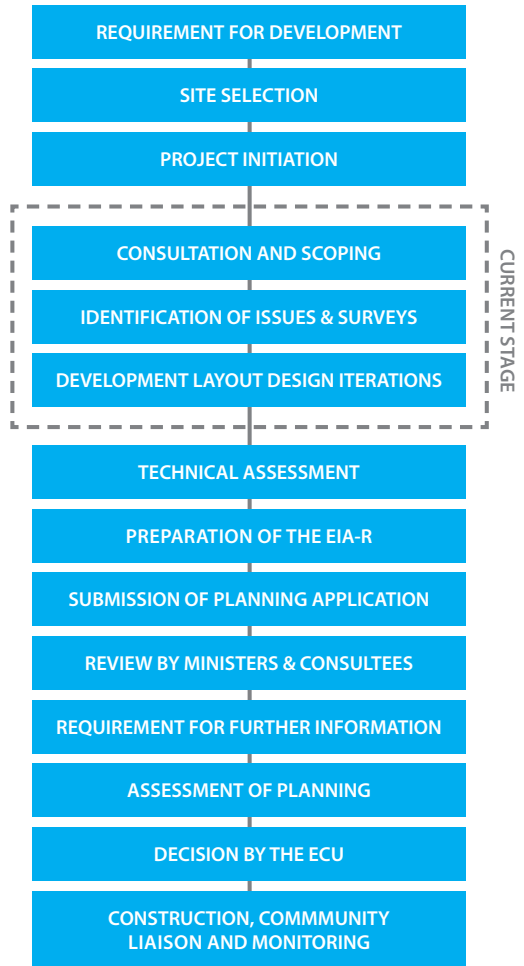 REQUIREMENT FOR DEVELOPMENT
SITE SELECTION
PROJECT INITIATION
CONSULTATION AND SCOPING
IDENTIFICATION OF ISSUES & SURVEYS
DEVELOPMENT LAYOUT DESIGN ITERATIONS
CURRENT STAGE
TECHNICAL ASSESSMENT
PREPARATION OF THE EIA-R
SUBMISSION OF PLANNING APPLICATION
REVIEW BY MINISTERS & CONSULTEES
REQUIREMENT FOR FURTHER INFORMATION
ASSESSMENT OF PLANNING
DECISION BY THE ECU
CONSTRUCTION, COMMMUNITY
LIAISON AND MONITORING